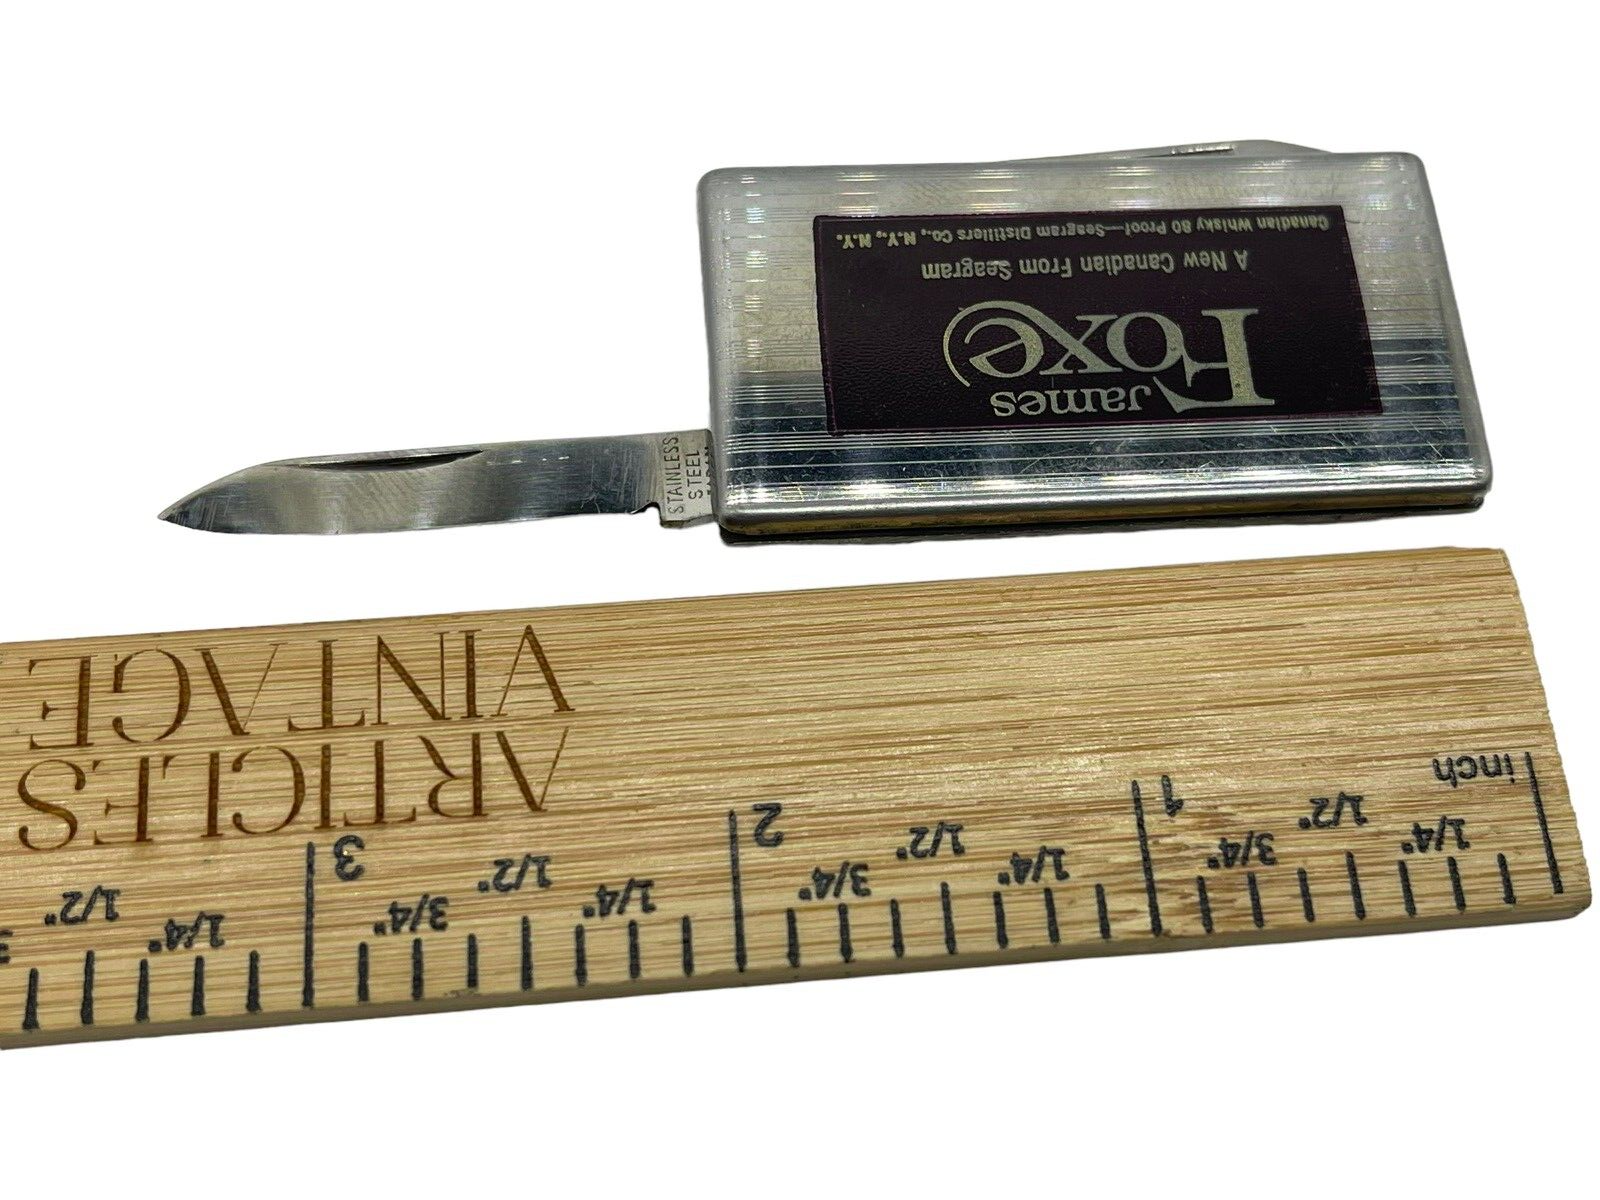 James
Foxe
A New Canadian From Seagram
Canadian Whisky 80 Proof—Seagram Distillers Co., N.Y., N.Y.
STAINLESS
STEEL
ARTICLES
VINTAGE
1 inch
1/4"
1/2"
3/4"
1
1/4"
1/2"
3/4"
2
1/4"
1/2"
3/4"
3
1/4"
1/2"